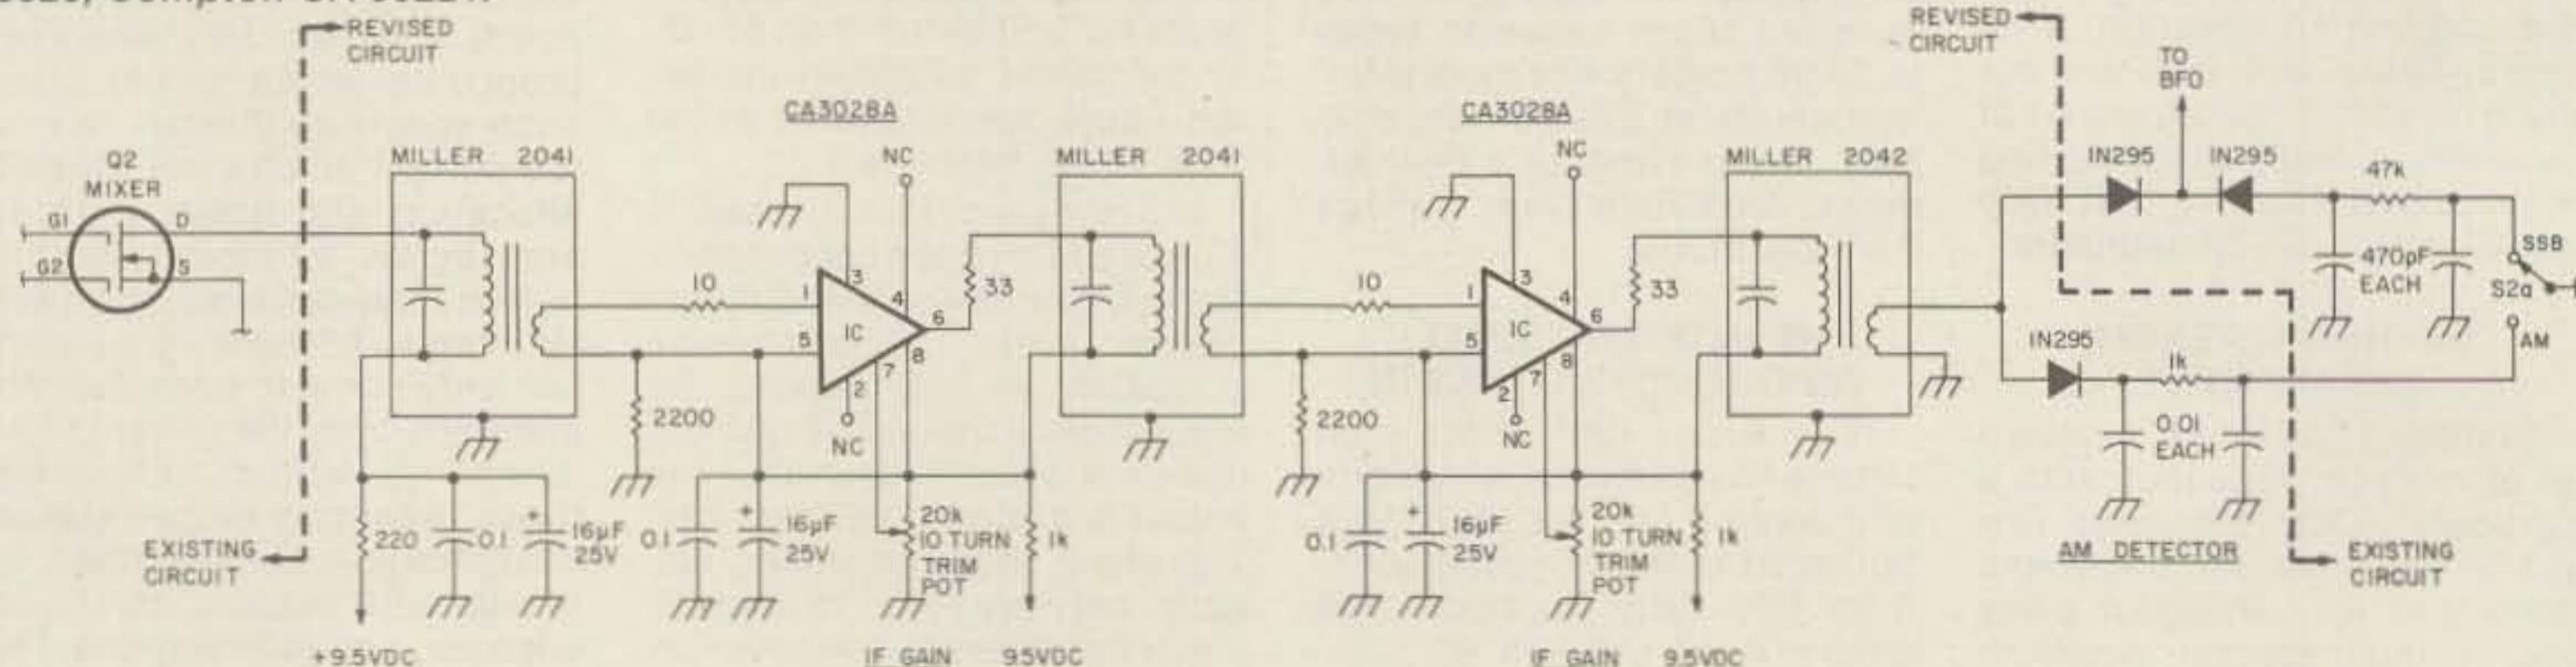 REVISED
CIRCUIT
Q2
MIXER
G1
G2
D
S
EXISTING
CIRCUIT
MILLER 2041
220
0.1
+
16µF
25V
+9.5VDC
10
2200
CA3028A
NC
1
3
4
5
6
7
8
2
IC
NC
33
0.1
+
16µF
25V
20k
10 TURN
TRIM
POT
1k
IF GAIN
9.5VDC
MILLER 2041
10
2200
CA3028A
NC
1
3
4
5
6
7
8
2
IC
NC
33
0.1
+
16µF
25V
20k
10 TURN
TRIM
POT
1k
IF GAIN
9.5VDC
MILLER 2042
REVISED
CIRCUIT
TO
BFO
1N295
1N295
47k
470pF
EACH
SSB
S2a
AM
1N295
1k
0.01
EACH
AM DETECTOR
EXISTING
CIRCUIT